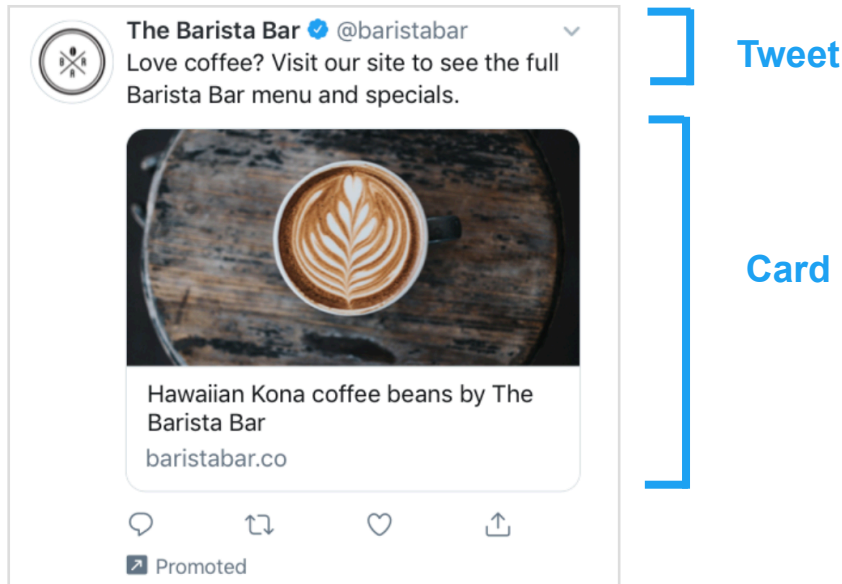 The Barista Bar @baristabar
Love coffee? Visit our site to see the full
Barista Bar menu and specials.
Hawaiian Kona coffee beans by The
Barista Bar
baristabar.co
Promoted
Tweet
Card